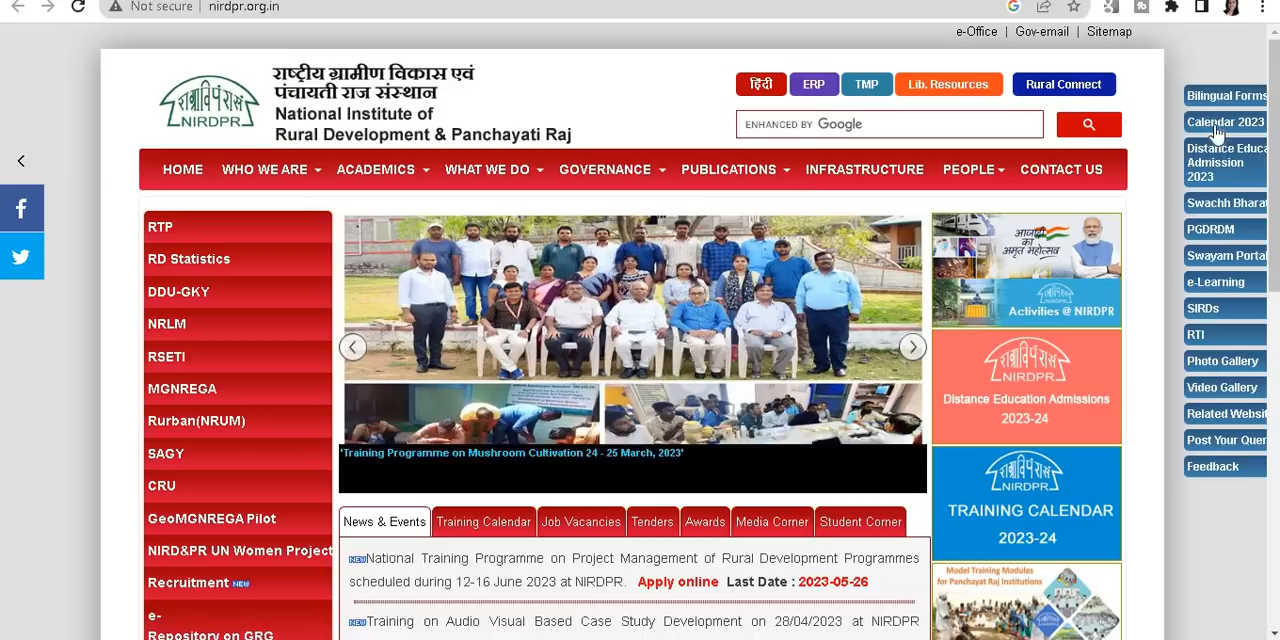 Not secure | nirdpr.org.in
e-Office | Gov-email | Sitemap
राष्ट्रीय ग्रामीण विकास एवं
पंचायती राज संस्थान
National Institute of
Rural Development & Panchayati Raj
NIRDPR
हिंदी ERP TMP Lib. Resources Rural Connect
ENHANCED BY Google
HOME WHO WE ARE ACADEMICS WHAT WE DO GOVERNANCE PUBLICATIONS INFRASTRUCTURE PEOPLE CONTACT US
RTP
RD Statistics
DDU-GKY
NRLM
RSETI
MGNREGA
Rurban(NRUM)
SAGY
CRU
GeoMGNREGA Pilot
NIRD&PR UN Women Project
Recruitment NEW
e-
Repository on GRG
'Training Programme on Mushroom Cultivation 24 - 25 March, 2023'
News & Events Training Calendar Job Vacancies Tenders Awards Media Corner Student Corner
NEW National Training Programme on Project Management of Rural Development Programmes
scheduled during 12-16 June 2023 at NIRDPR. Apply online Last Date : 2023-05-26
NEW Training on Audio Visual Based Case Study Development on 28/04/2023 at NIRDPR
आजादी का
अमृत महोत्सव
Activities @ NIRDPR
NIRDPR
Distance Education Admissions
2023-24
NIRDPR
TRAINING CALENDAR
2023-24
Model Training Modules
for Panchayat Raj Institutions
Bilingual Forms
Calendar 2023
Distance Educa
Admission
2023
Swachh Bharat
PGDRDM
Swayam Porta
e-Learning
SIRDs
RTI
Photo Gallery
Video Gallery
Related Websi
Post Your Quer
Feedback